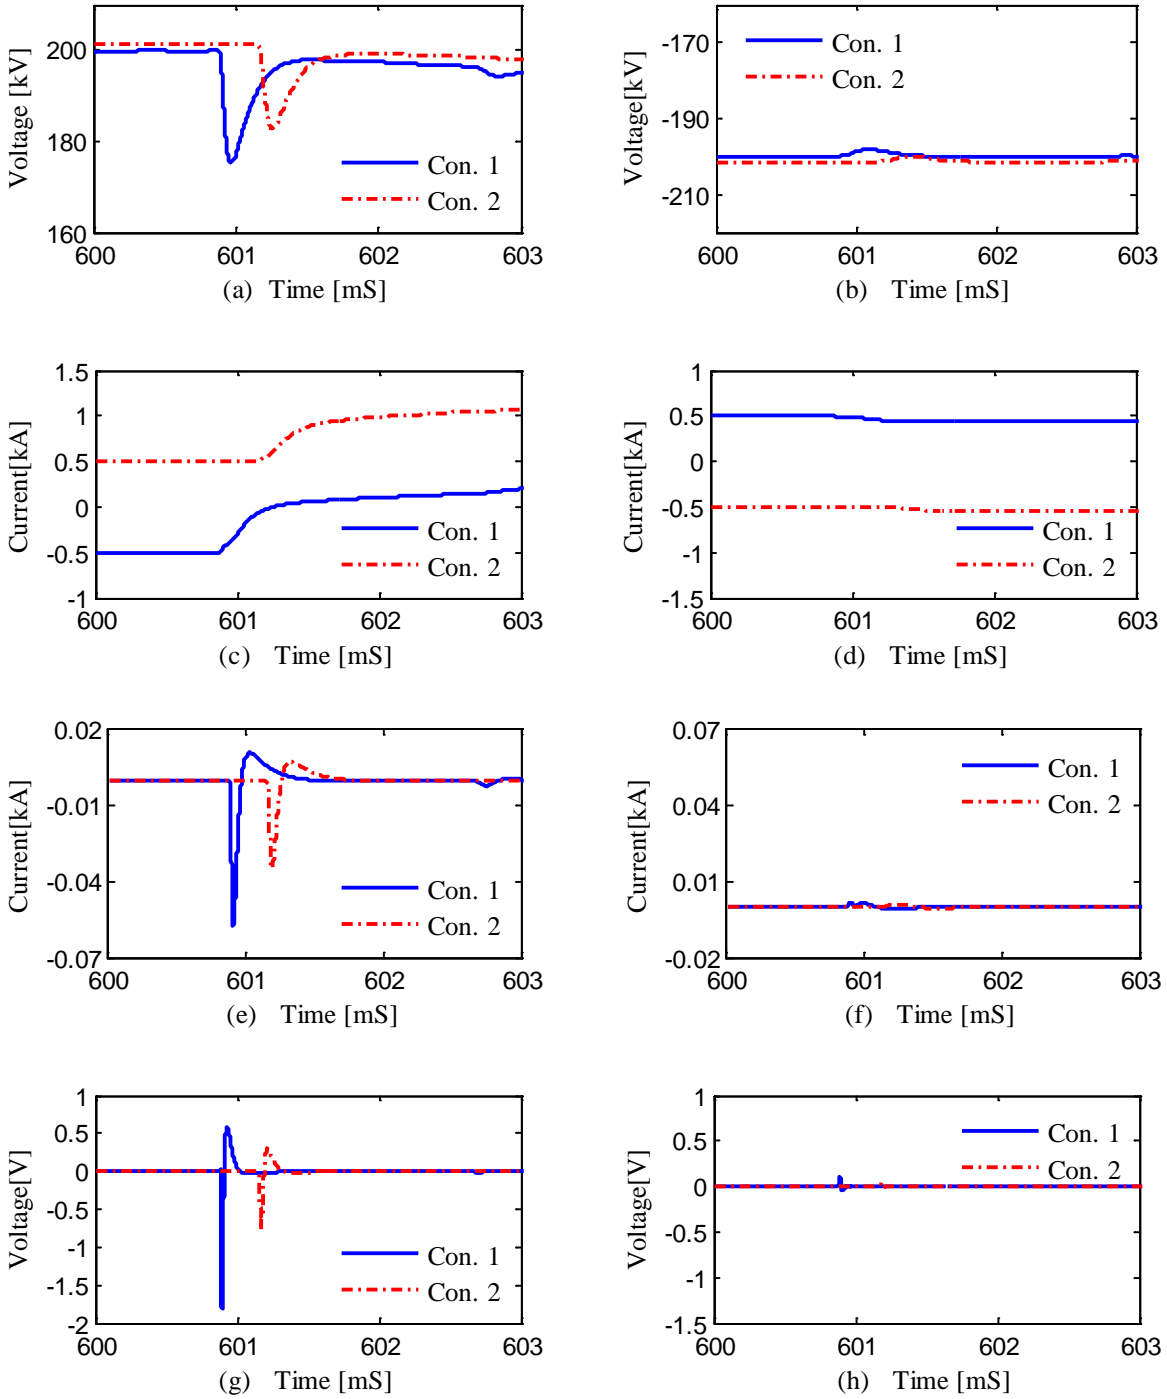 200
180
160
Voltage [kV]
Con. 1
Con. 2
600 601 602 603
(a) Time [mS]
-170
-190
-210
Voltage[kV]
Con. 1
Con. 2
600 601 602 603
(b) Time [mS]
1.5
1
0.5
0
-0.5
-1
Current[kA]
Con. 1
Con. 2
600 601 602 603
(c) Time [mS]
1
0.5
0
-0.5
-1
-1.5
Current[kA]
Con. 1
Con. 2
600 601 602 603
(d) Time [mS]
0.02
-0.01
-0.04
-0.07
Current[kA]
Con. 1
Con. 2
600 601 602 603
(e) Time [mS]
0.07
0.04
0.01
-0.02
Current[kA]
Con. 1
Con. 2
600 601 602 603
(f) Time [mS]
1
0.5
0
-0.5
-1
-1.5
-2
Voltage[V]
Con. 1
Con. 2
600 601 602 603
(g) Time [mS]
1
0.5
0
-0.5
-1
-1.5
Voltage[V]
Con. 1
Con. 2
600 601 602 603
(h) Time [mS]